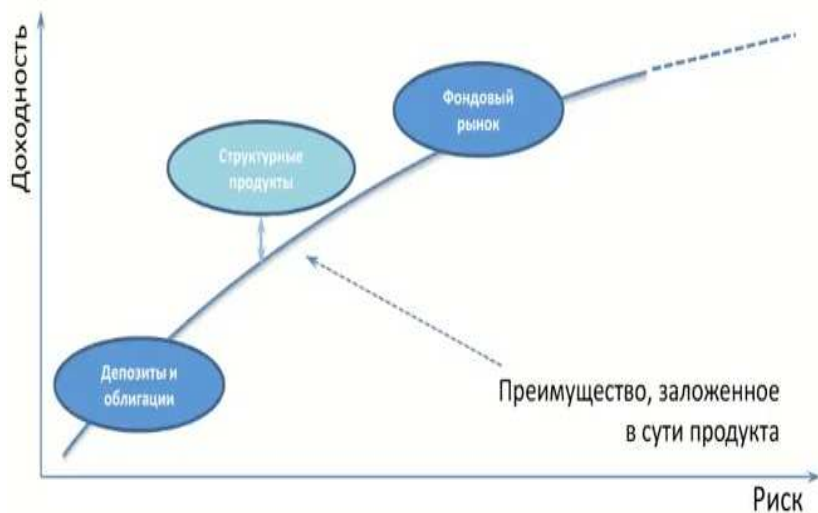 Доходность
Фондовый
рынок
Структурные
продукты
Депозиты и
облигации
Преимущество, заложенное
в сути продукта
Риск